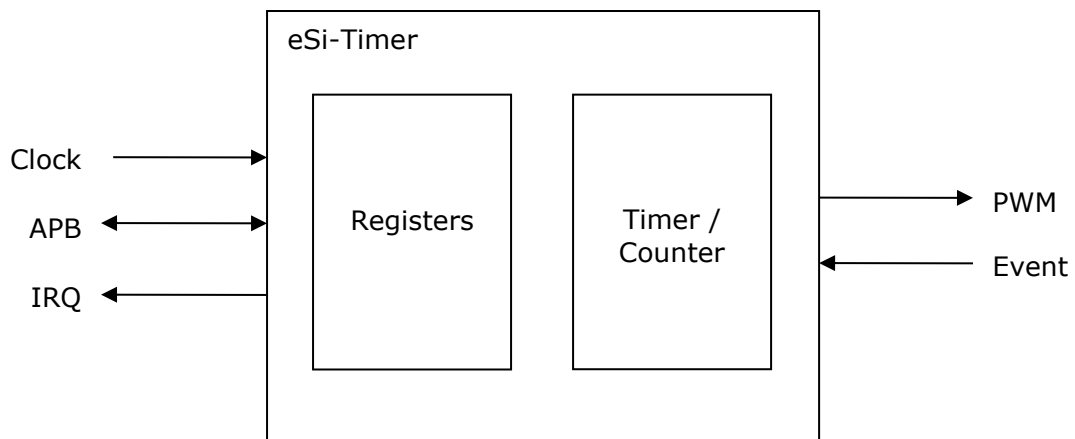 eSi-Timer
Clock
APB
IRQ
Registers
Timer /
Counter
PWM
Event